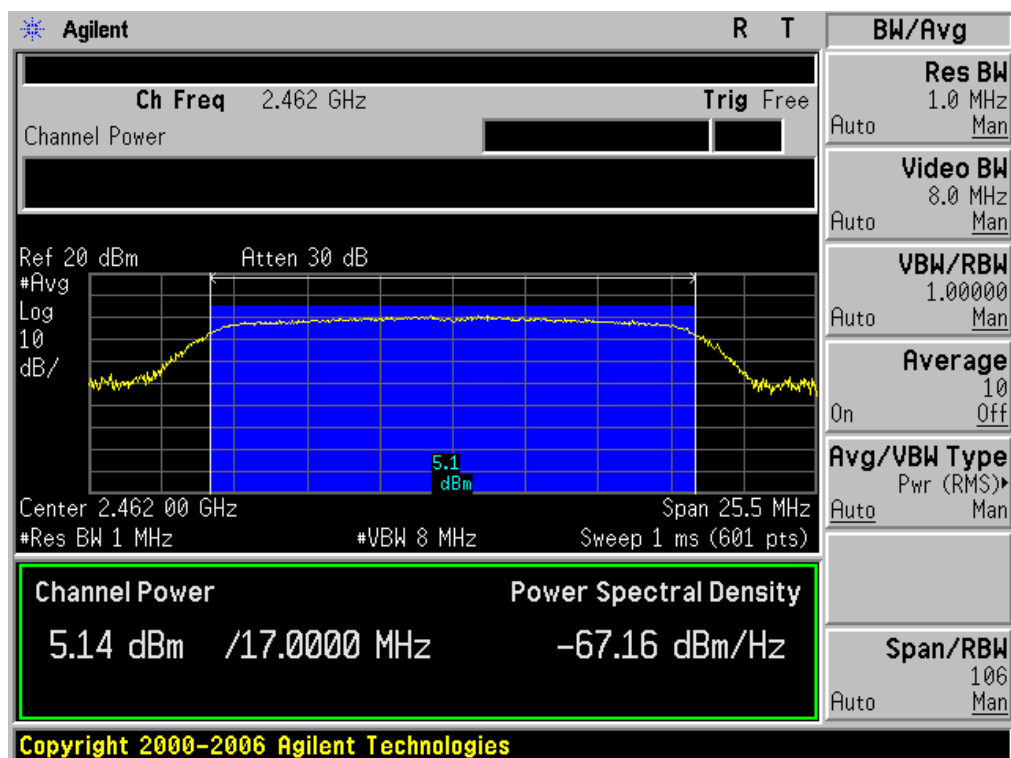 Agilent R T
BW/Avg
Ch Freq 2.462 GHz Trig Free
Channel Power
Res BW
1.0 MHz
Auto Man
Video BW
8.0 MHz
Auto Man
VBW/RBW
1.00000
Auto Man
Average
10
On Off
Avg/VBW Type
Pwr (RMS)
Auto Man
Span/RBW
106
Auto Man
Ref 20 dBm Atten 30 dB
#Avg
Log
10
dB/
5.1
dBm
Center 2.462 00 GHz Span 25.5 MHz
#Res BW 1 MHz #VBW 8 MHz Sweep 1 ms (601 pts)
Channel Power Power Spectral Density
5.14 dBm /17.0000 MHz -67.16 dBm/Hz
Copyright 2000-2006 Agilent Technologies